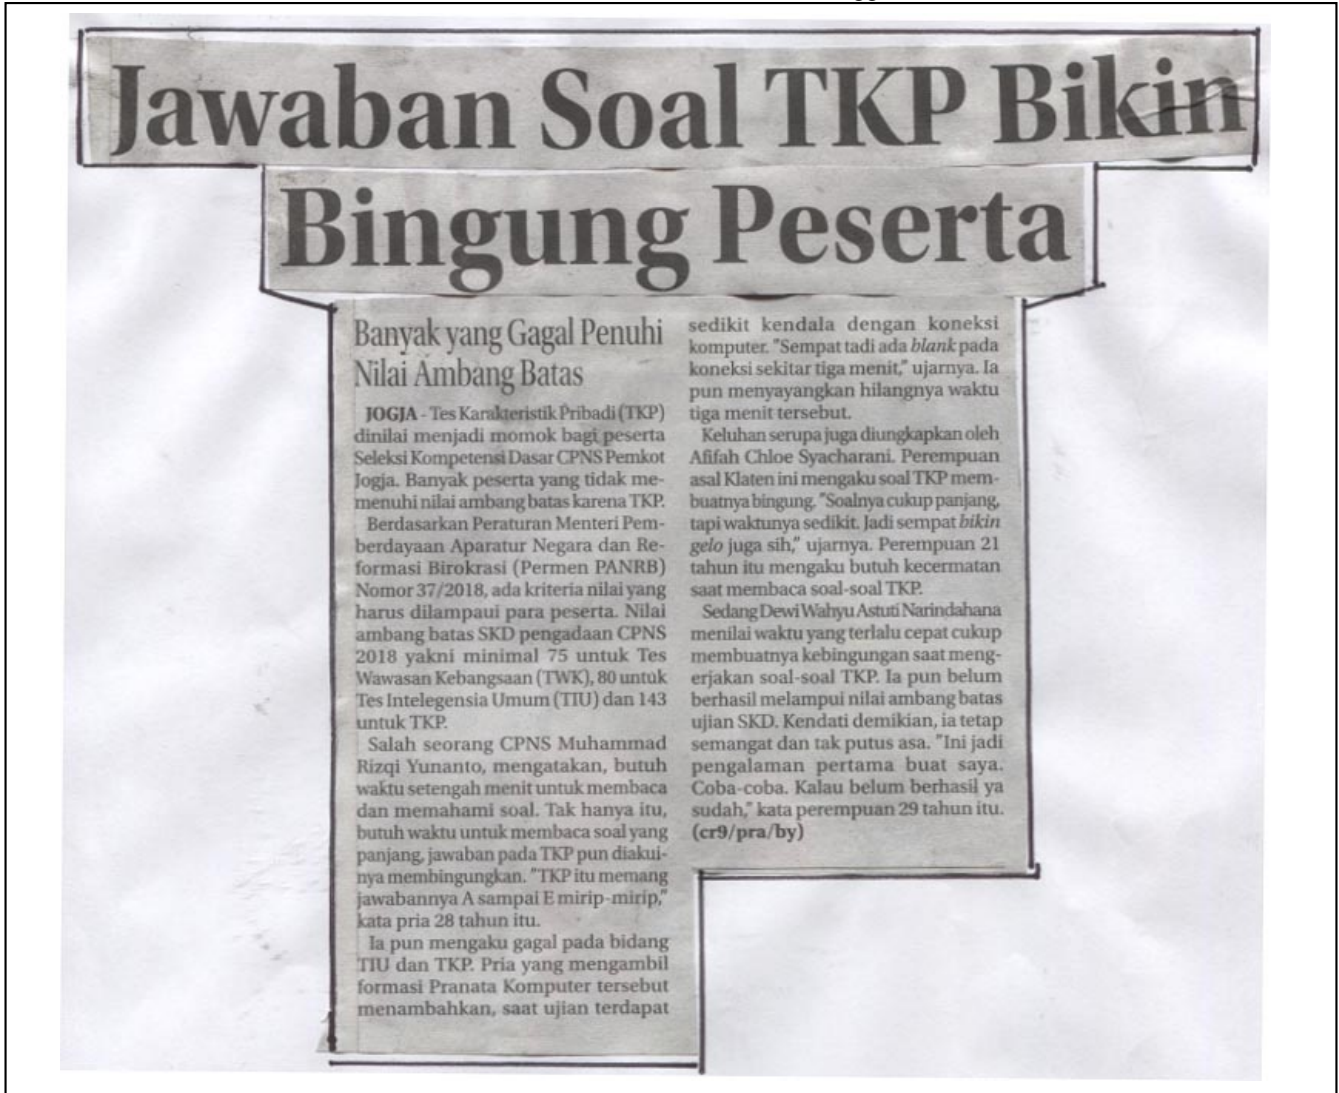 Jawaban Soal TKP Bikin
Bingung Peserta
Banyak yang Gagal Penuhi
Nilai Ambang Batas
JOGJA - Tes Karakteristik Pribadi (TKP)
dinilai menjadi momok bagi peserta
Seleksi Kompetensi Dasar CPNS Pemkot
Jogja. Banyak peserta yang tidak me-
menuhi nilai ambang batas karena TKP.
Berdasarkan Peraturan Menteri Pem-
berdayaan Aparatur Negara dan Re-
formasi Birokrasi (Permen PANRB)
Nomor 37/2018, ada kriteria nilai yang
harus dilampaui para peserta. Nilai
ambang batas SKD pengadaan CPNS
2018 yakni minimal 75 untuk Tes
Wawasan Kebangsaan (TWK), 80 untuk
Tes Intelegensia Umum (TIU) dan 143
untuk TKP.
Salah seorang CPNS Muhammad
Rizqi Yunanto, mengatakan, butuh
waktu setengah menit untuk membaca
dan memahami soal. Tak hanya itu,
butuh waktu untuk membaca soal yang
panjang, jawaban pada TKP pun diakui-
nya membingungkan. "TKP itu memang
jawabannya A sampai E mirip-mirip,"
kata pria 28 tahun itu.
Ia pun mengaku gagal pada bidang
TIU dan TKP. Pria yang mengambil
formasi Pranata Komputer tersebut
menambahkan, saat ujian terdapat
sedikit kendala dengan koneksi
komputer. "Sempat tadi ada blank pada
koneksi sekitar tiga menit," ujarnya. Ia
pun menyayangkan hilangnya waktu
tiga menit tersebut.
Keluhan serupa juga diungkapkan oleh
Afifah Chloe Syacharani. Perempuan
asal Klaten ini mengaku soal TKP mem-
buatnya bingung. "Soalnya cukup panjang,
tapi waktunya sedikit. Jadi sempat bikin
gelo juga sih," ujarnya. Perempuan 21
tahun itu mengaku butuh kecermatan
saat membaca soal-soal TKP.
Sedang Dewi Wahyu Astuti Narindahana
menilai waktu yang terlalu cepat cukup
membuatnya kebingungan saat meng-
erjakan soal-soal TKP. Ia pun belum
berhasil melampui nilai ambang batas
ujian SKD. Kendati demikian, ia tetap
semangat dan tak putus asa. "Ini jadi
pengalaman pertama buat saya.
Coba-coba. Kalau belum berhasil ya
sudah," kata perempuan 29 tahun itu.
(cr9/pra/by)